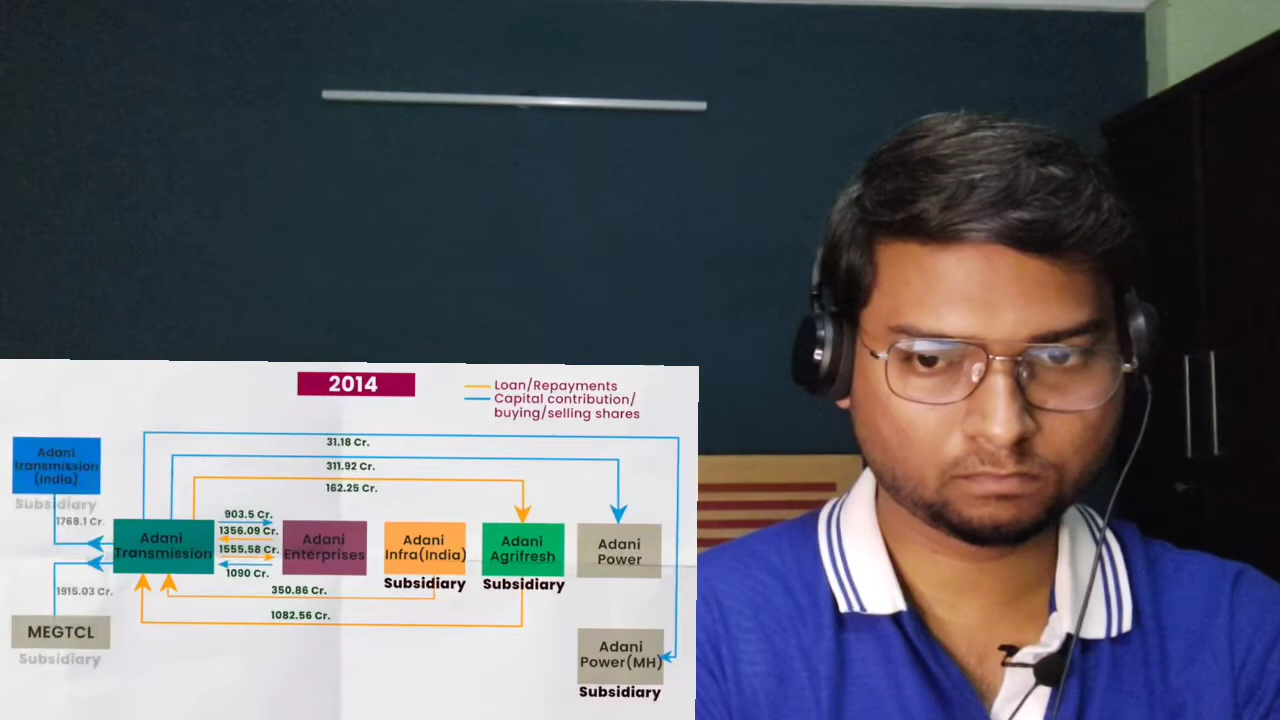 2014
Loan/Repayments
Capital contribution/
buying/selling shares
31.18 Cr.
Adani
Transmission
(India)
Subsidiary
311.92 Cr.
162.25 Cr.
1768.1 Cr.
903.5 Cr.
1356.09 Cr.
1555.58 Cr.
1090 Cr.
Adani
Transmission
Adani
Enterprises
Adani
Infra(India)
Subsidiary
Adani
Agrifresh
Subsidiary
Adani
Power
1915.03 Cr.
350.86 Cr.
1082.56 Cr.
MEGTCL
Subsidiary
Adani
Power(MH)
Subsidiary